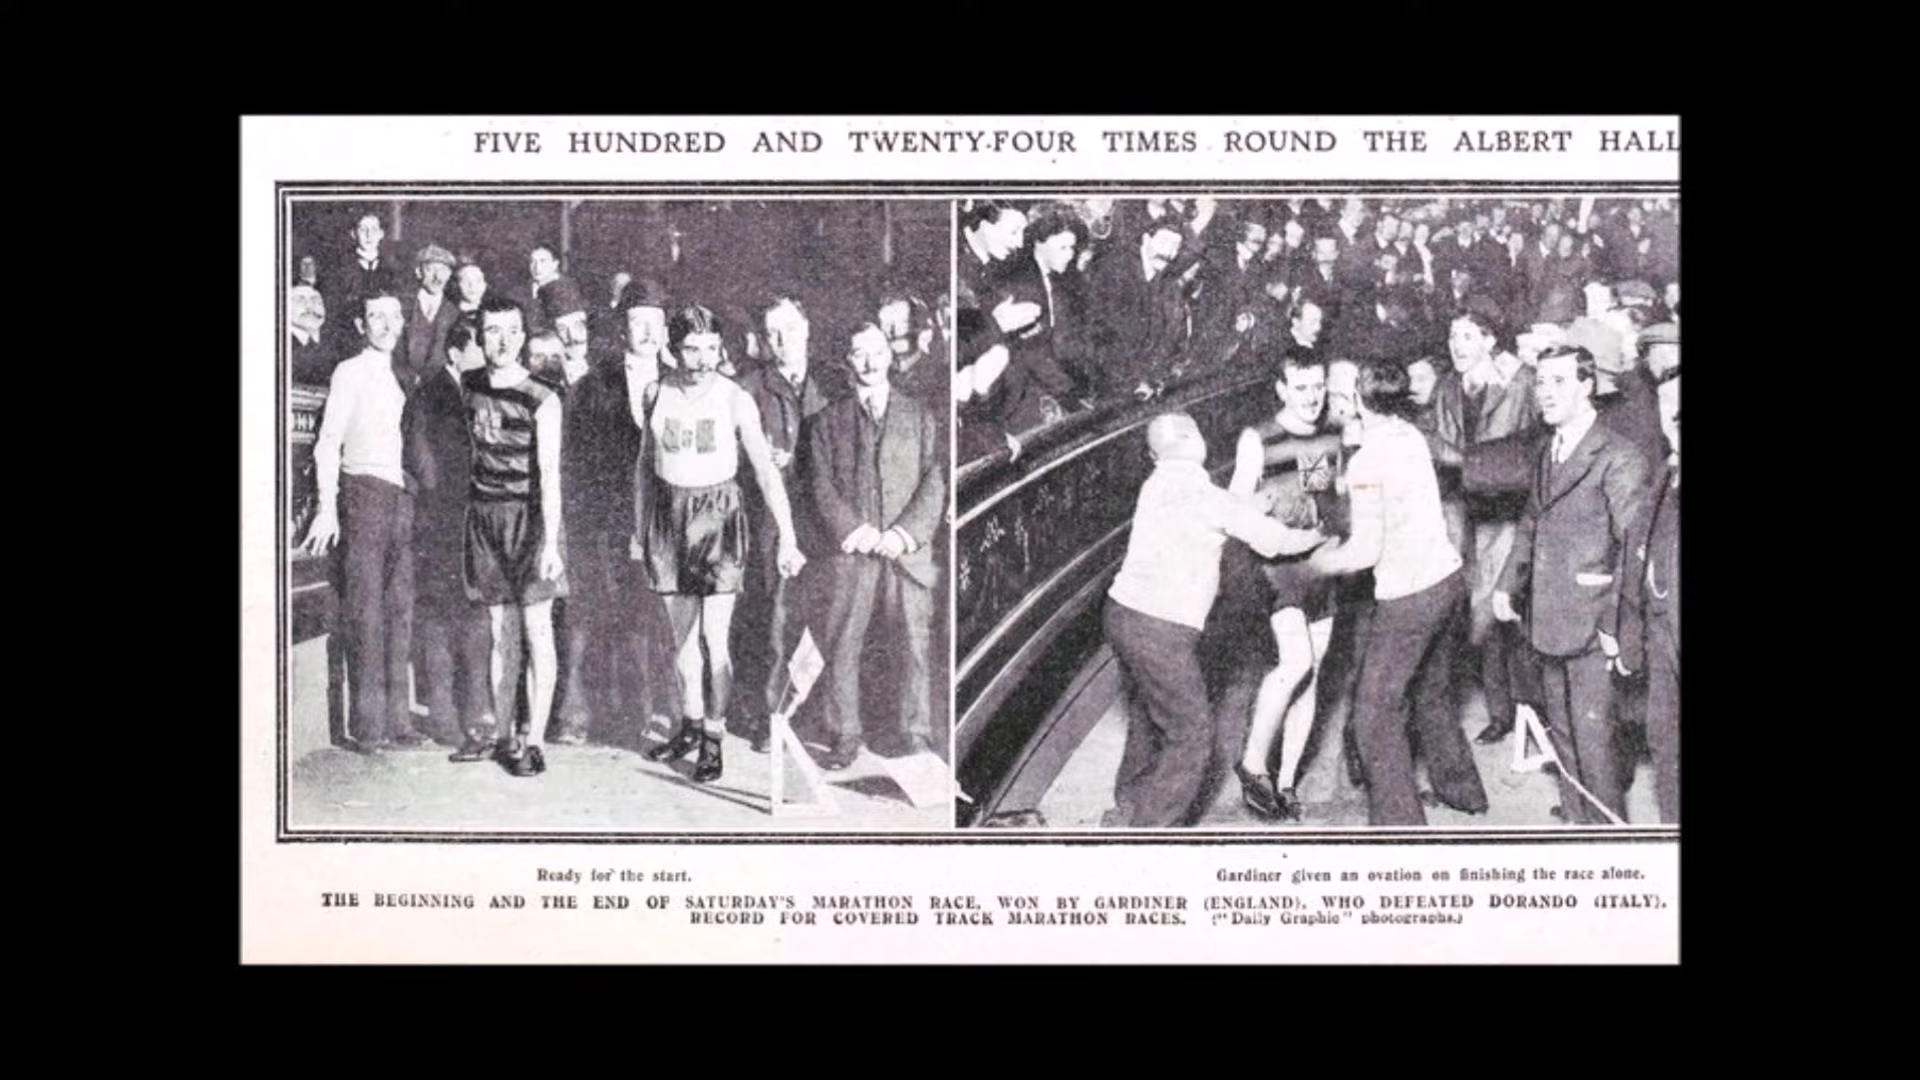 FIVE HUNDRED AND TWENTY-FOUR TIMES ROUND THE ALBERT HALL
Ready for the start.
Gardiner given an ovation on finishing the race alone.
THE BEGINNING AND THE END OF SATURDAY'S MARATHON RACE, WON BY GARDINER (ENGLAND), WHO DEFEATED DORANDO (ITALY).
RECORD FOR COVERED TRACK MARATHON RACES. ("Daily Graphic" photographs.)